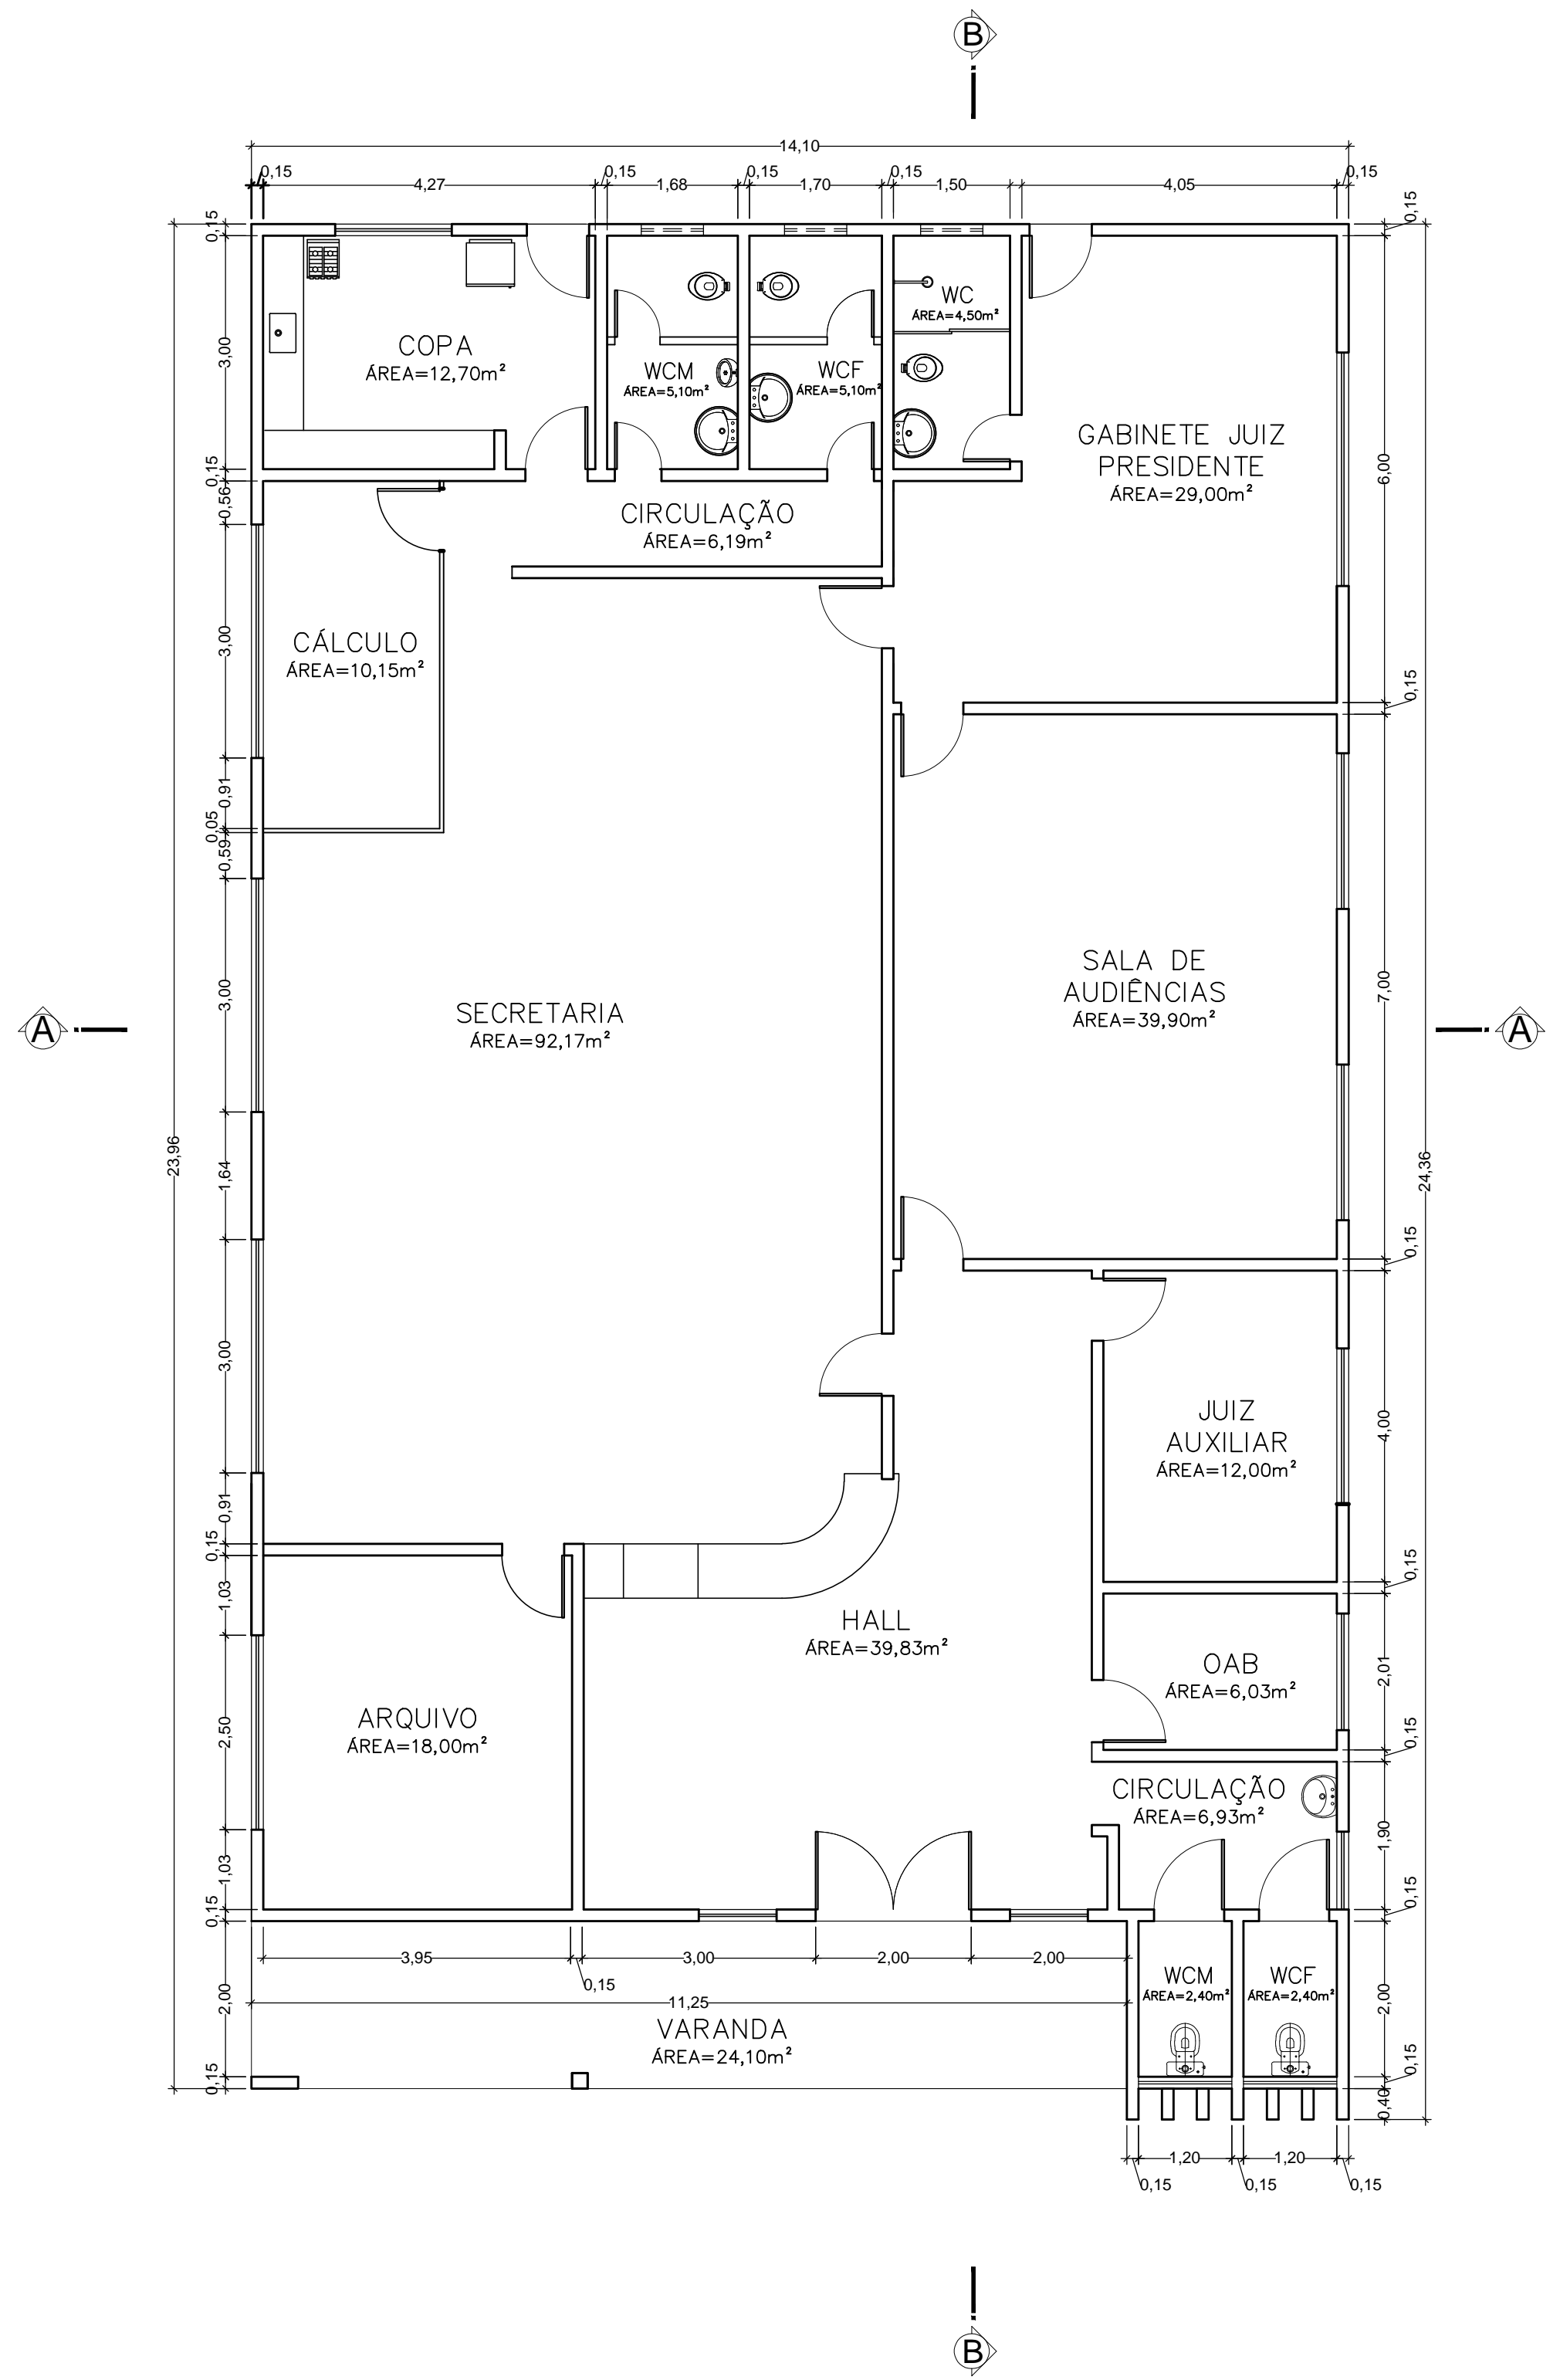 B
14,10
0,15
0,15
0,15
0,15
0,15
4,27
1,68
1,70
1,50
4,05
0,15
0,15
WC
ÁREA=4,50m²
COPA
ÁREA=12,70m²
WCM
ÁREA=5,10m²
WCF
ÁREA=5,10m²
3,00
GABINETE JUIZ
PRESIDENTE
ÁREA=29,00m²
6,00
0,15
0,56
CIRCULAÇÃO
ÁREA=6,19m²
CÁLCULO
ÁREA=10,15m²
3,00
0,15
0,91
0,05
0,59
SALA DE
AUDIÊNCIAS
ÁREA=39,90m²
7,00
SECRETARIA
ÁREA=92,17m²
3,00
A
A
23,96
1,64
24,36
0,15
3,00
JUIZ
AUXILIAR
ÁREA=12,00m²
4,00
0,91
0,15
0,15
1,03
HALL
ÁREA=39,83m²
OAB
ÁREA=6,03m²
2,01
ARQUIVO
ÁREA=18,00m²
2,50
0,15
CIRCULAÇÃO
ÁREA=6,93m²
1,90
1,03
0,15
0,15
3,95
3,00
2,00
2,00
0,15
WCM
ÁREA=2,40m²
WCF
ÁREA=2,40m²
2,00
2,00
11,25
VARANDA
ÁREA=24,10m²
0,15
0,15
0,40
1,20
1,20
0,15
0,15
0,15
B